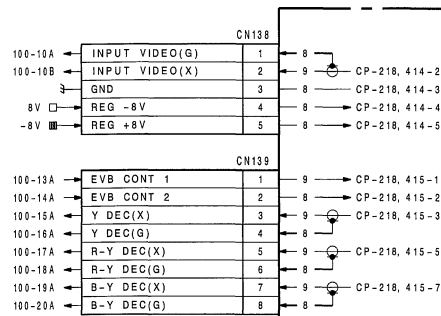 CN138
100-10A INPUT VIDEO(G) 1 8
100-10B INPUT VIDEO(X) 2 9 CP-218, 414-2
GND 3 8 CP-218, 414-3
8V REG -8V 4 8 CP-218, 414-4
-8V REG +8V 5 8 CP-218, 414-5
CN139
100-13A EVB CONT 1 1 9 CP-218, 415-1
100-14A EVB CONT 2 2 8 CP-218, 415-2
100-15A Y DEC(X) 3 9 CP-218, 415-3
100-16A Y DEC(G) 4 8
100-17A R-Y DEC(X) 5 9 CP-218, 415-5
100-18A R-Y DEC(G) 6 8
100-19A B-Y DEC(X) 7 9 CP-218, 415-7
100-20A B-Y DEC(G) 8 8